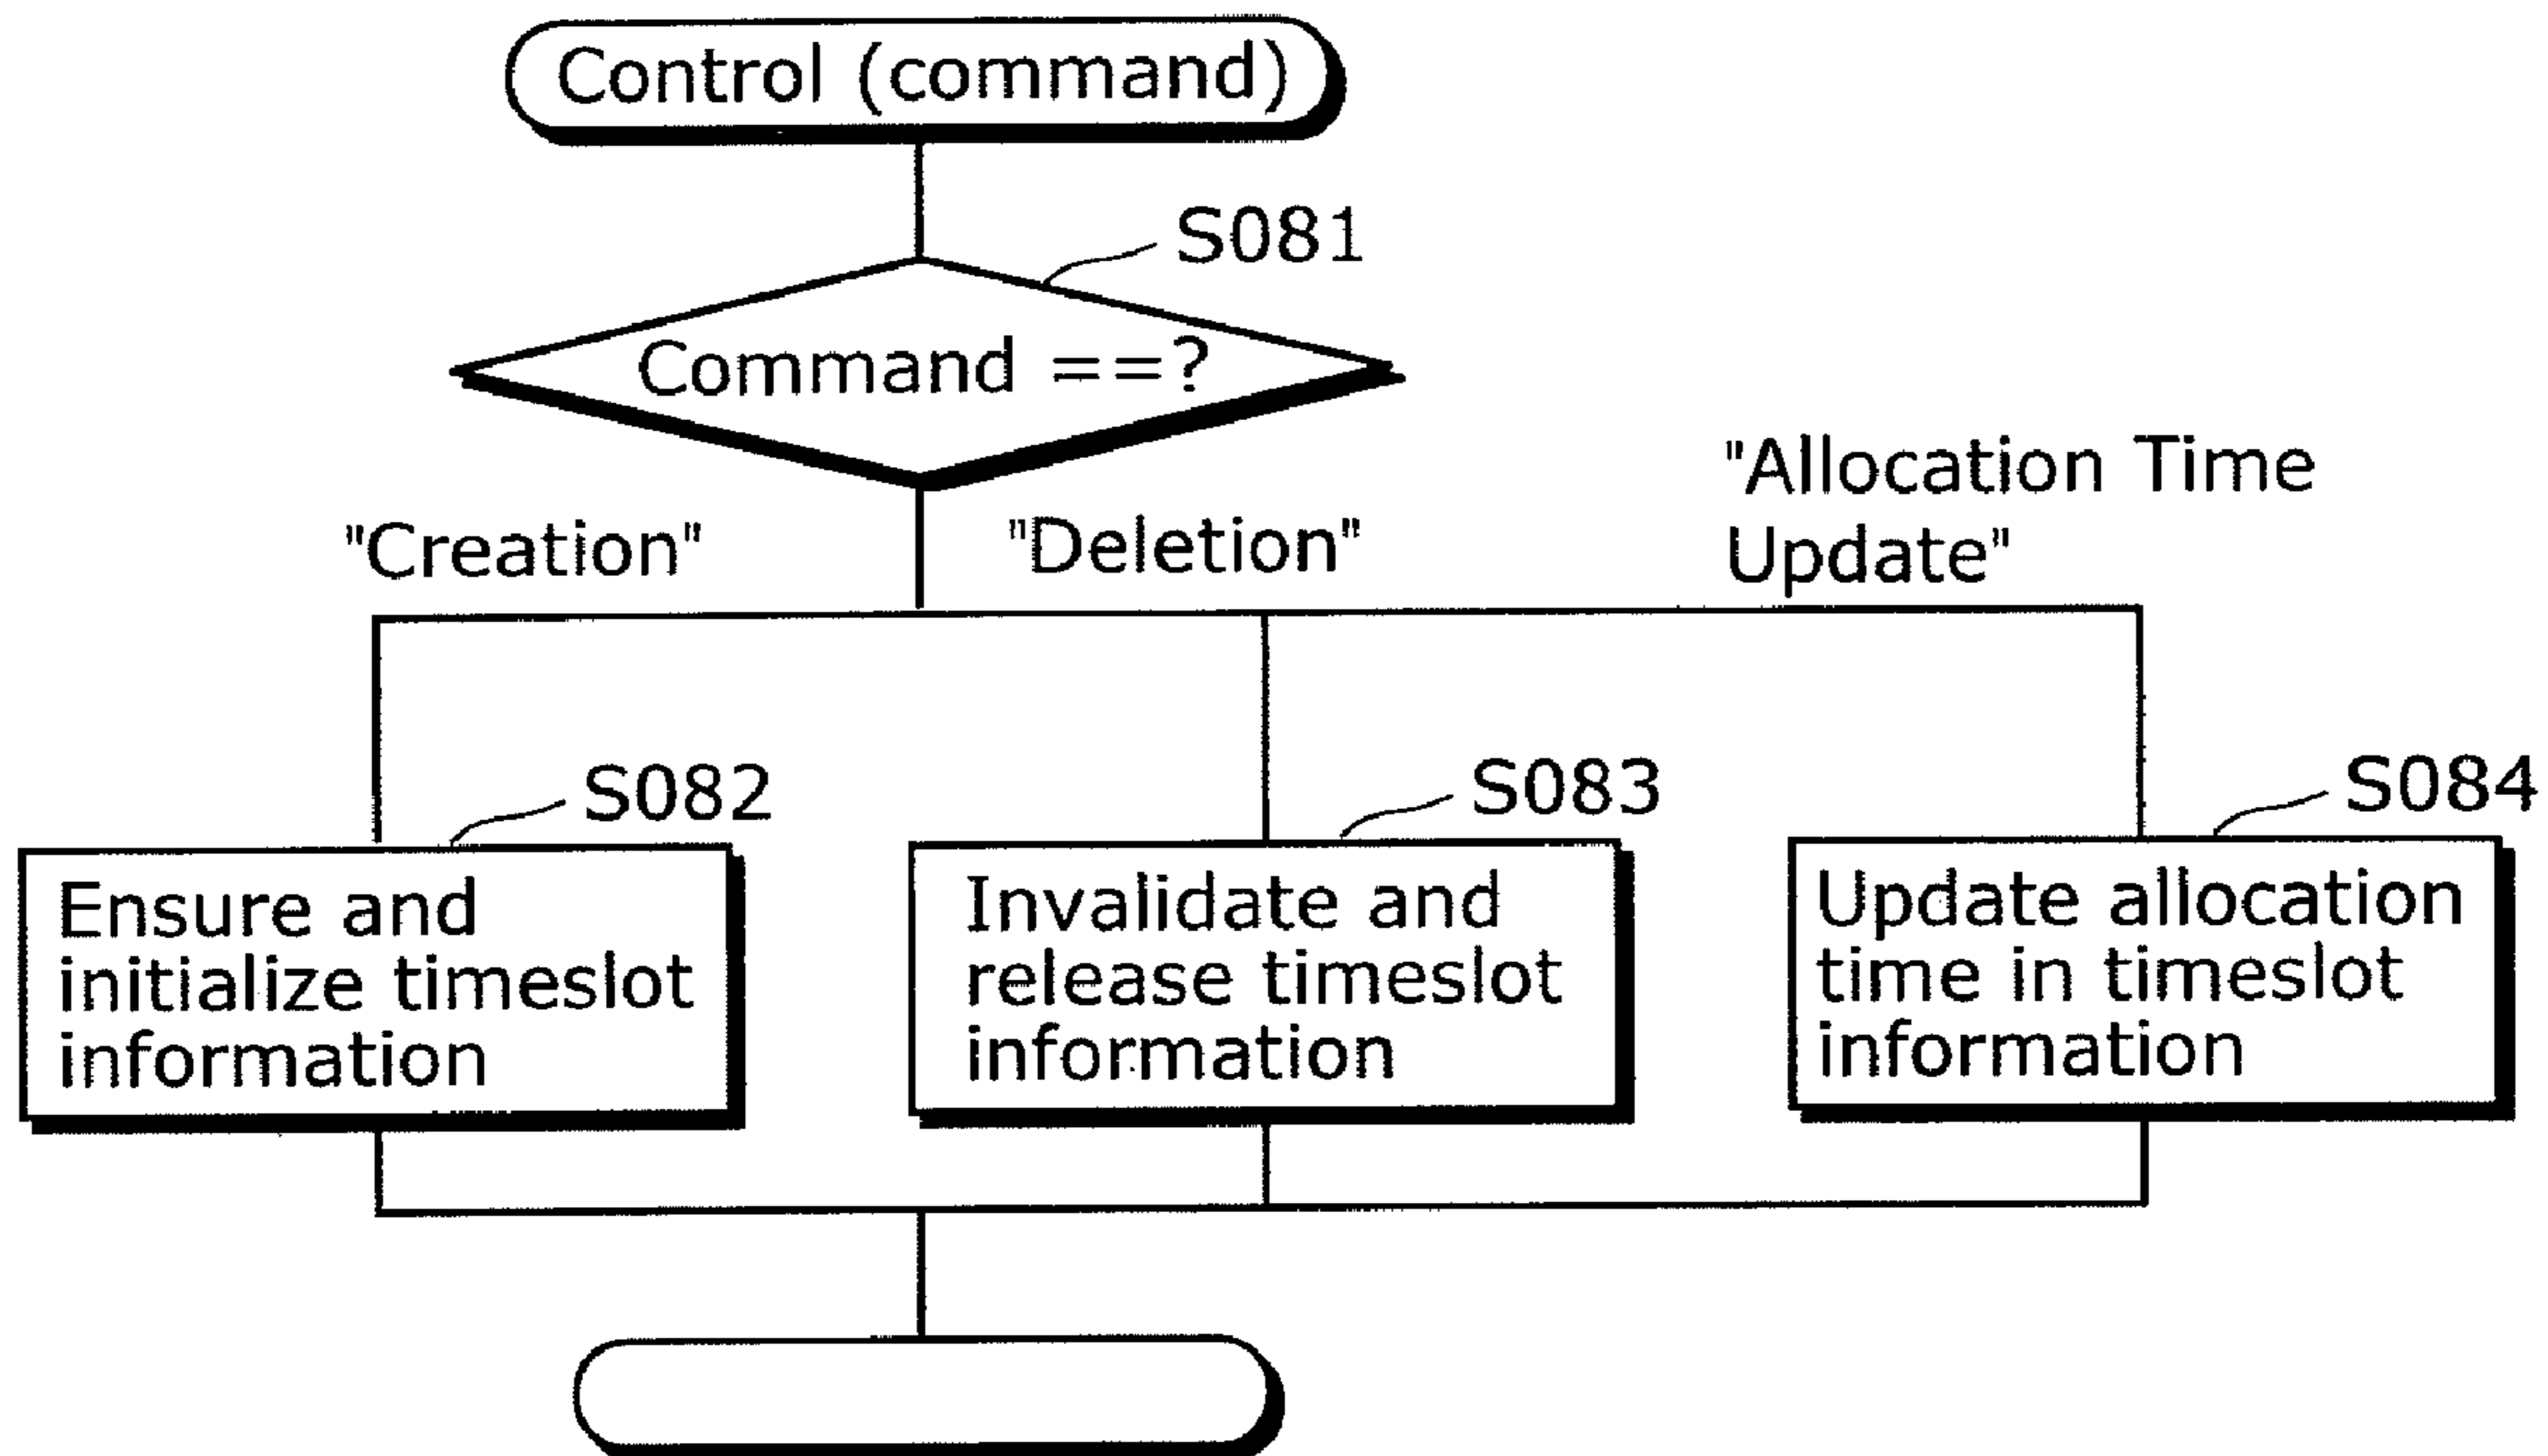 Control (command)
S081
Command ==?
"Creation"
"Deletion"
"Allocation Time
Update"
S082
Ensure and
initialize timeslot
information
S083
Invalidate and
release timeslot
information
S084
Update allocation
time in timeslot
information